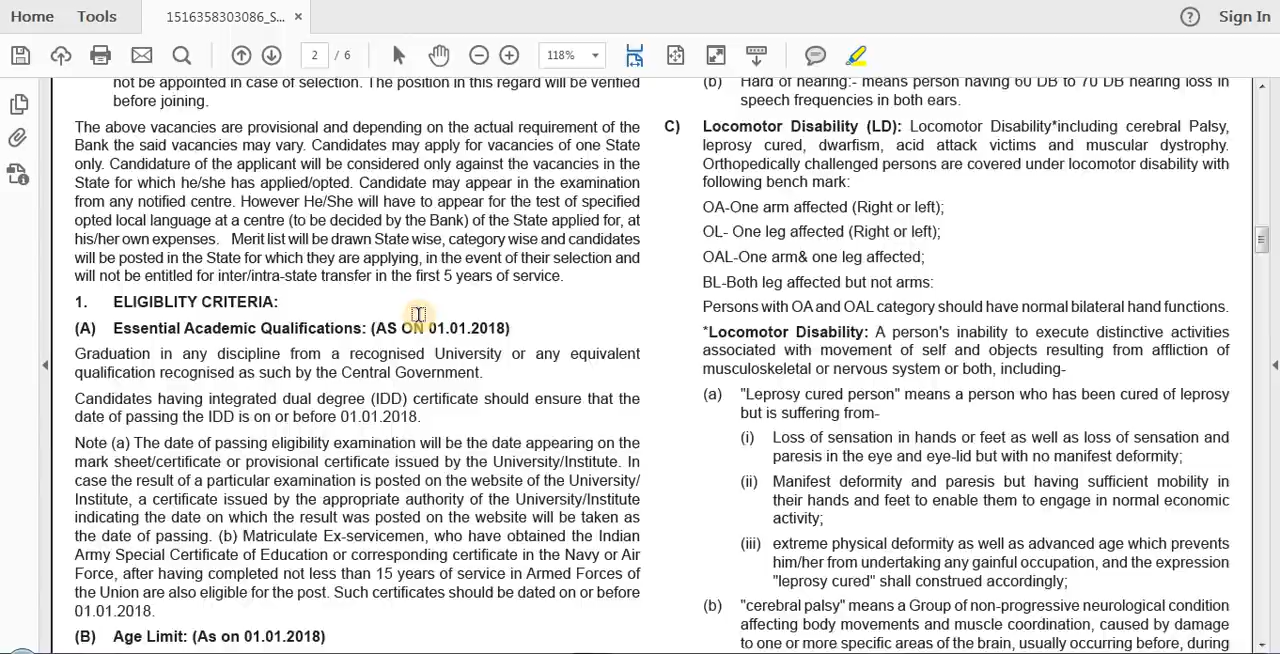 Home Tools 1516358303086_S... × Sign In
2 / 6 118%
not be appointed in case of selection. The position in this regard will be verified
before joining.
The above vacancies are provisional and depending on the actual requirement of the
Bank the said vacancies may vary. Candidates may apply for vacancies of one State
only. Candidature of the applicant will be considered only against the vacancies in the
State for which he/she has applied/opted. Candidate may appear in the examination
from any notified centre. However He/She will have to appear for the test of specified
opted local language at a centre (to be decided by the Bank) of the State applied for, at
his/her own expenses. Merit list will be drawn State wise, category wise and candidates
will be posted in the State for which they are applying, in the event of their selection and
will not be entitled for inter/intra-state transfer in the first 5 years of service.
1. ELIGIBLITY CRITERIA:
(A) Essential Academic Qualifications: (AS ON 01.01.2018)
Graduation in any discipline from a recognised University or any equivalent
qualification recognised as such by the Central Government.
Candidates having integrated dual degree (IDD) certificate should ensure that the
date of passing the IDD is on or before 01.01.2018.
Note (a) The date of passing eligibility examination will be the date appearing on the
mark sheet/certificate or provisional certificate issued by the University/Institute. In
case the result of a particular examination is posted on the website of the University/
Institute, a certificate issued by the appropriate authority of the University/Institute
indicating the date on which the result was posted on the website will be taken as
the date of passing. (b) Matriculate Ex-servicemen, who have obtained the Indian
Army Special Certificate of Education or corresponding certificate in the Navy or Air
Force, after having completed not less than 15 years of service in Armed Forces of
the Union are also eligible for the post. Such certificates should be dated on or before
01.01.2018.
(B) Age Limit: (As on 01.01.2018)
(b) Hard of hearing:- means person having 60 DB to 70 DB hearing loss in
speech frequencies in both ears.
C) Locomotor Disability (LD): Locomotor Disability*including cerebral Palsy,
leprosy cured, dwarfism, acid attack victims and muscular dystrophy.
Orthopedically challenged persons are covered under locomotor disability with
following bench mark:
OA-One arm affected (Right or left);
OL- One leg affected (Right or left);
OAL-One arm& one leg affected;
BL-Both leg affected but not arms:
Persons with OA and OAL category should have normal bilateral hand functions.
*Locomotor Disability: A person's inability to execute distinctive activities
associated with movement of self and objects resulting from affliction of
musculoskeletal or nervous system or both, including-
(a) "Leprosy cured person" means a person who has been cured of leprosy
but is suffering from-
(i) Loss of sensation in hands or feet as well as loss of sensation and
paresis in the eye and eye-lid but with no manifest deformity;
(ii) Manifest deformity and paresis but having sufficient mobility in
their hands and feet to enable them to engage in normal economic
activity;
(iii) extreme physical deformity as well as advanced age which prevents
him/her from undertaking any gainful occupation, and the expression
"leprosy cured" shall construed accordingly;
(b) "cerebral palsy" means a Group of non-progressive neurological condition
affecting body movements and muscle coordination, caused by damage
to one or more specific areas of the brain, usually occurring before, during